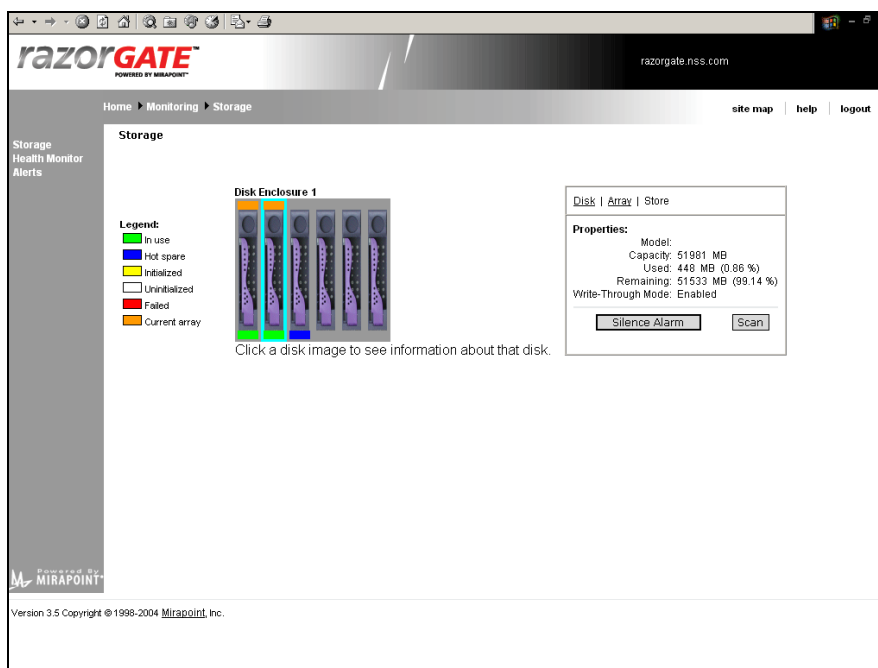 razorGATE™
POWERED BY MIRAPOINT™
razorgate.nss.com
Home Monitoring Storage
site map help logout
Storage
Health Monitor
Alerts
Storage
Disk Enclosure 1
Legend:
In use
Hot spare
Initialized
Uninitialized
Failed
Current array
Click a disk image to see information about that disk.
Disk | Array | Store
Properties:
Model:
Capacity: 51981 MB
Used: 448 MB (0.86 %)
Remaining: 51533 MB (99.14 %)
Write-Through Mode: Enabled
Silence Alarm Scan
Powered By
MIRAPOINT
Version 3.5 Copyright © 1998-2004 Mirapoint, Inc.